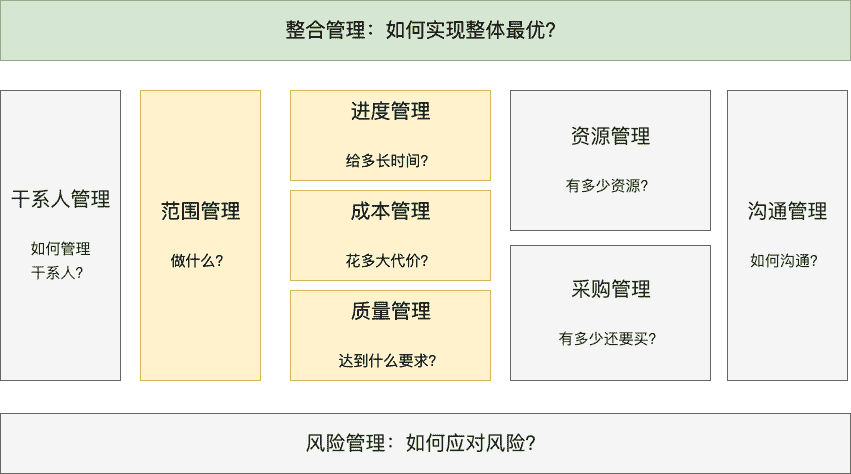 整合管理：如何实现整体最优？
干系人管理
如何管理
干系人？
范围管理
做什么？
进度管理
给多长时间？
成本管理
花多大代价？
质量管理
达到什么要求？
资源管理
有多少资源？
采购管理
有多少还要买？
沟通管理
如何沟通？
风险管理：如何应对风险？